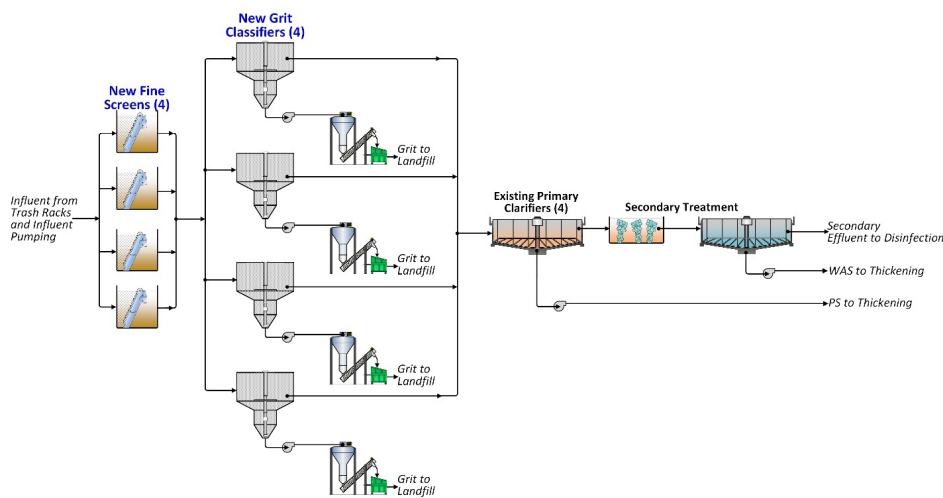 New Grit
Classifiers (4)
New Fine
Screens (4)
Grit to
Landfill
Influent from
Trash Racks
and Influent
Pumping
Grit to
Landfill
Existing Primary
Clarifiers (4)
Secondary Treatment
Secondary
Effluent to Disinfection
WAS to Thickening
PS to Thickening
Grit to
Landfill
Grit to
Landfill